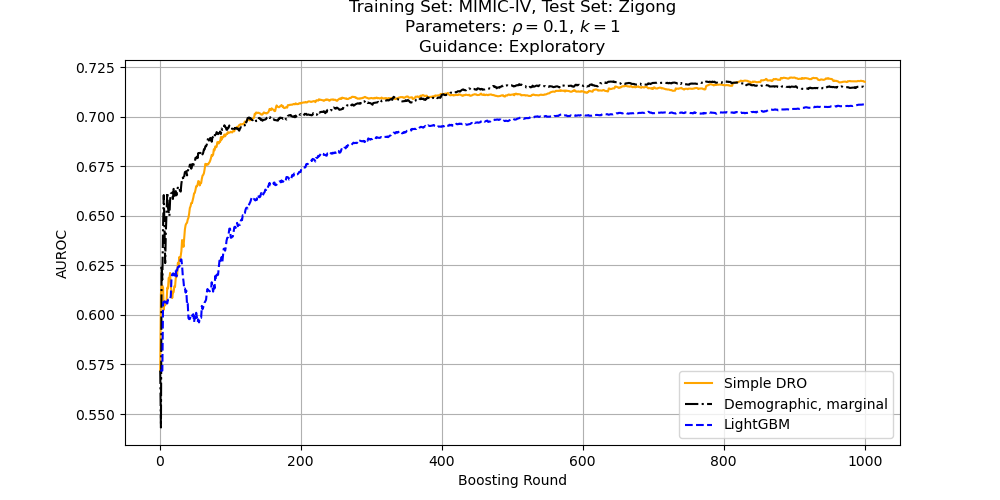 Training Set: MIMIC-IV, Test Set: Zigong
Parameters: ρ = 0.1, k = 1
Guidance: Exploratory
0.725
0.700
0.675
0.650
0.625
0.600
0.575
0.550
AUROC
Simple DRO
Demographic, marginal
LightGBM
0 200 400 600 800 1000
Boosting Round